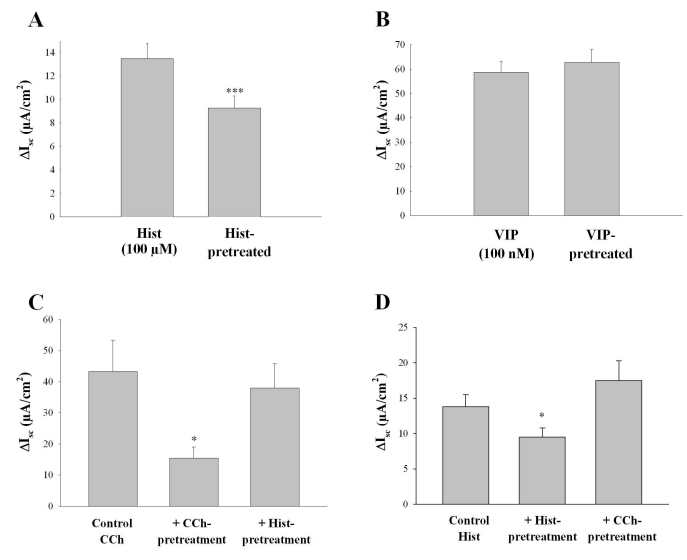 A
ΔIsc (µA/cm²)
14
12
10
8
6
4
2
0
***
Hist
(100 µM)
Hist-
pretreated
B
ΔIsc (µA/cm²)
70
60
50
40
30
20
10
0
VIP
(100 nM)
VIP-
pretreated
C
ΔIsc (µA/cm²)
60
50
40
30
20
10
0
*
Control
CCh
+ CCh-
pretreatment
+ Hist-
pretreatment
D
ΔIsc (µA/cm²)
25
20
15
10
5
0
*
Control
Hist
+ Hist-
pretreatment
+ CCh-
pretreatment